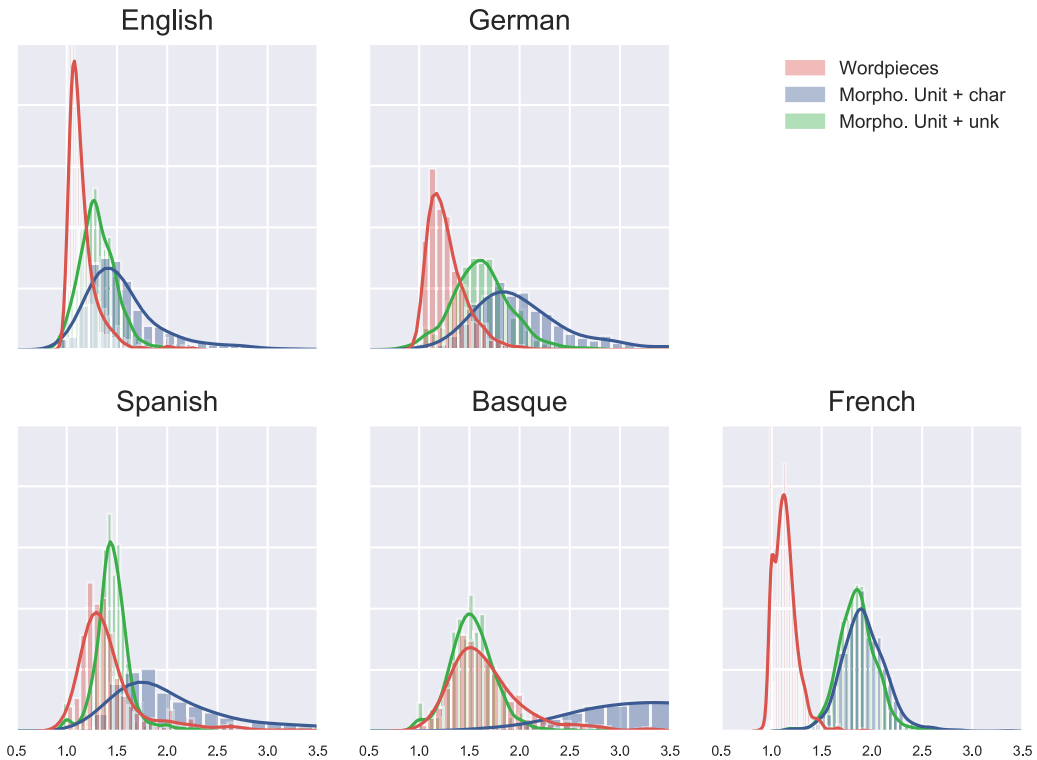 English
German
Wordpieces
Morpho. Unit + char
Morpho. Unit + unk
Spanish
Basque
French
0.5 1.0 1.5 2.0 2.5 3.0 3.5
0.5 1.0 1.5 2.0 2.5 3.0 3.5
0.5 1.0 1.5 2.0 2.5 3.0 3.5